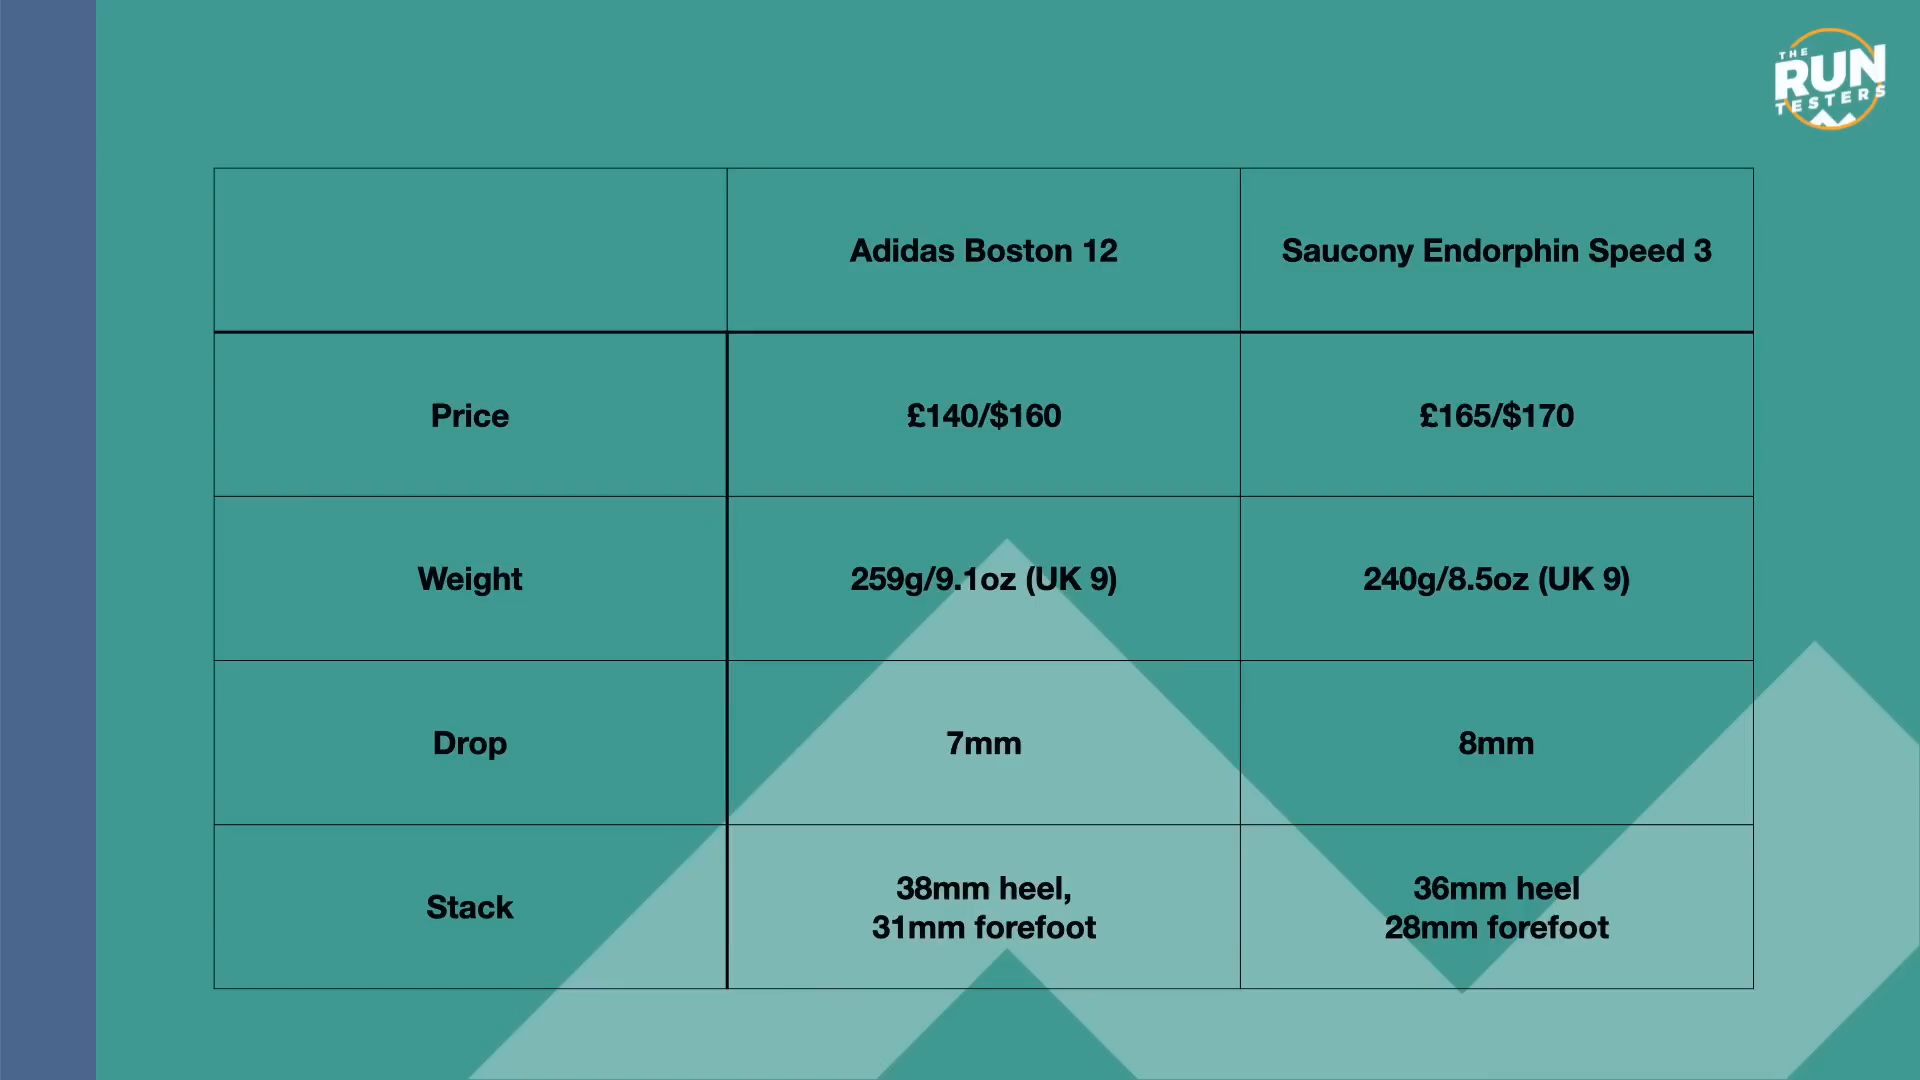 THE
RUN
TESTERS
Adidas Boston 12
Saucony Endorphin Speed 3
Price
£140/$160
£165/$170
Weight
259g/9.1oz (UK 9)
240g/8.5oz (UK 9)
Drop
7mm
8mm
Stack
38mm heel,
31mm forefoot
36mm heel
28mm forefoot